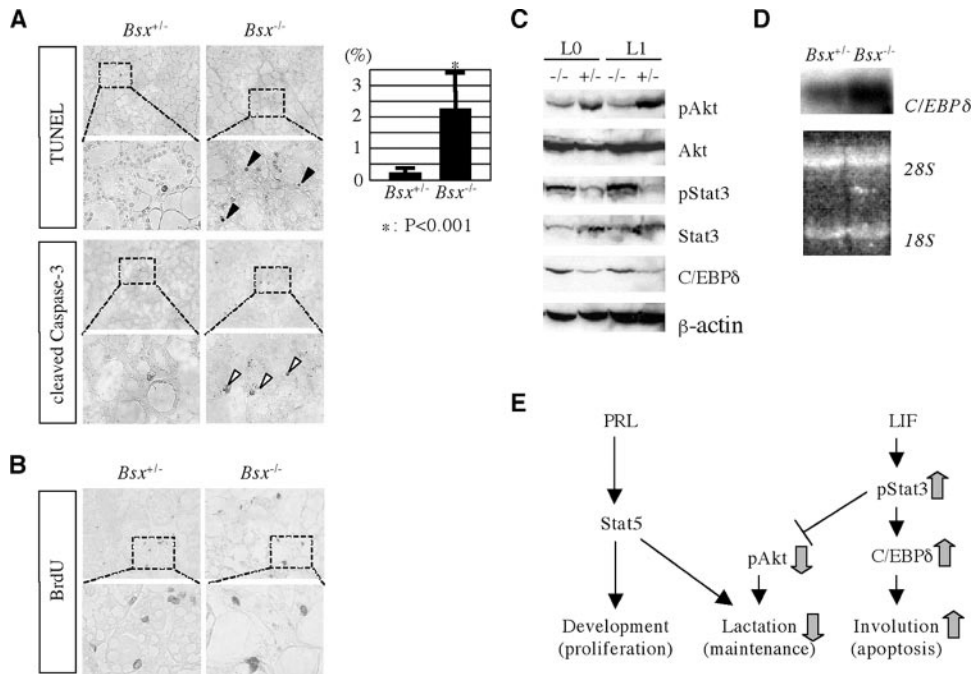 A
Bsx+/- Bsx-/-
TUNEL
(%)
3
2
1
0
*
Bsx+/- Bsx-/-
*: P<0.001
cleaved Caspase-3
B
Bsx+/- Bsx-/-
BrdU
C
L0 L1
-/- +/- -/- +/-
pAkt
Akt
pStat3
Stat3
C/EBPδ
β-actin
D
Bsx+/- Bsx-/-
C/EBPδ
28S
18S
E
PRL LIF
pStat3
Stat5
pAkt C/EBPδ
Development Lactation Involution
(proliferation) (maintenance) (apoptosis)